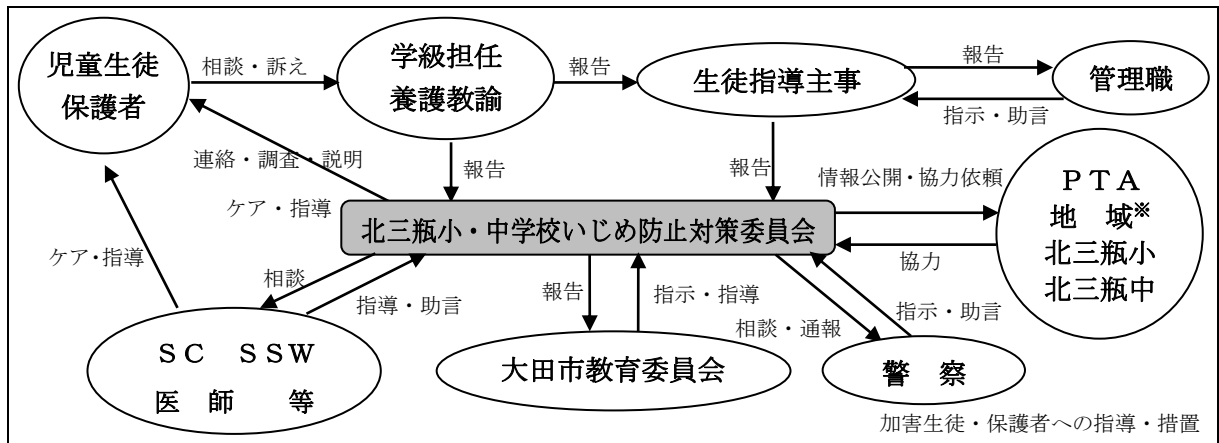 児童生徒
保護者
相談・訴え
学級担任
養護教諭
報告
生徒指導主事
報告
管理職
指示・助言
連絡・調査・説明
報告
報告
情報公開・協力依頼
ＰＴＡ
地　域※
北三瓶小
北三瓶中
ケア・指導
北三瓶小・中学校いじめ防止対策委員会
協力
ケア・指導
相談
指導・助言
報告
指示・指導
相談・通報
指示・助言
ＳＣ　ＳＳＷ
医　師　　等
大田市教育委員会
警　察
加害生徒・保護者への指導・措置